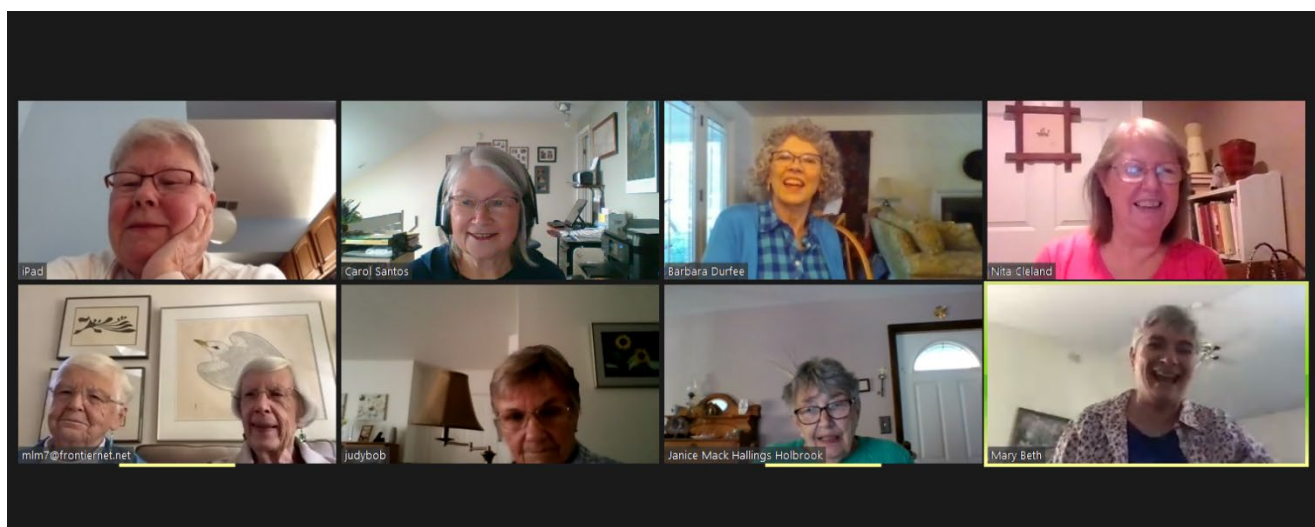 iPad
Carol Santos
Barbara Durfee
Nita Cleland
mlm7@frontiernet.net
judybob
Janice Mack Hallings Holbrook
Mary Beth